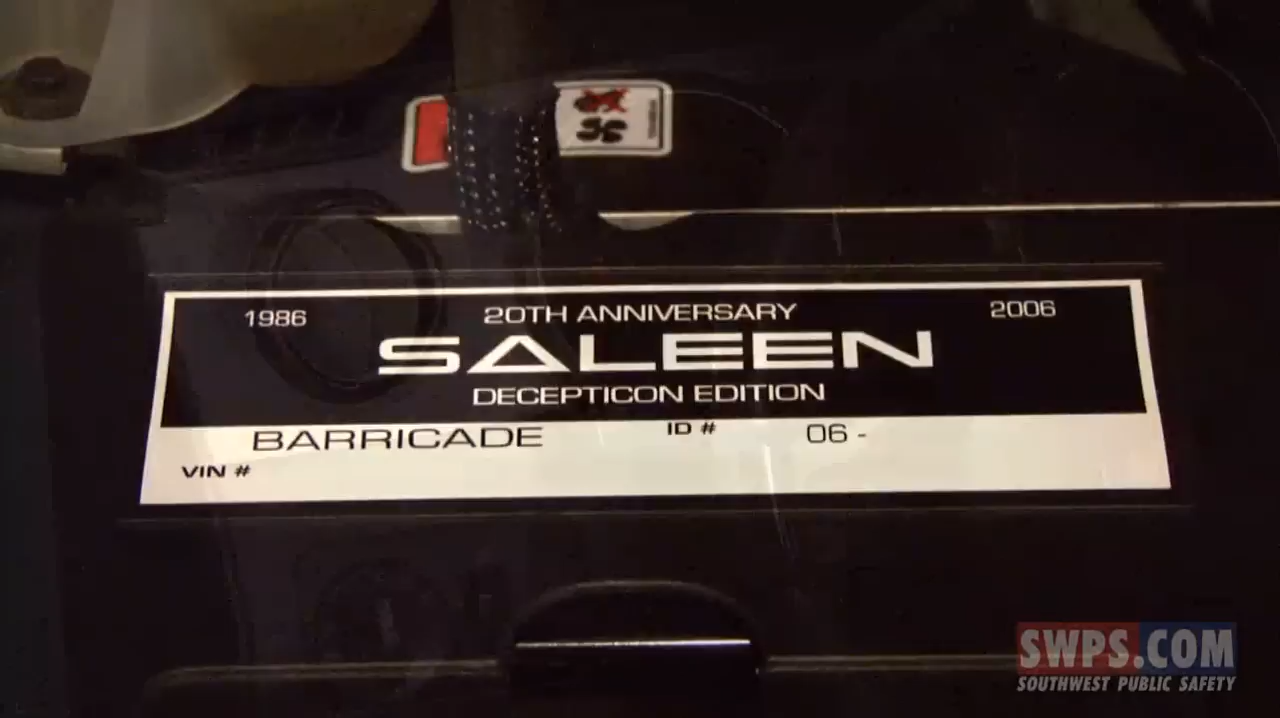 1986 20TH ANNIVERSARY 2006
SALEEN
DECEPTICON EDITION
BARRICADE ID # 06 -
VIN #
SWPS.COM
SOUTHWEST PUBLIC SAFETY